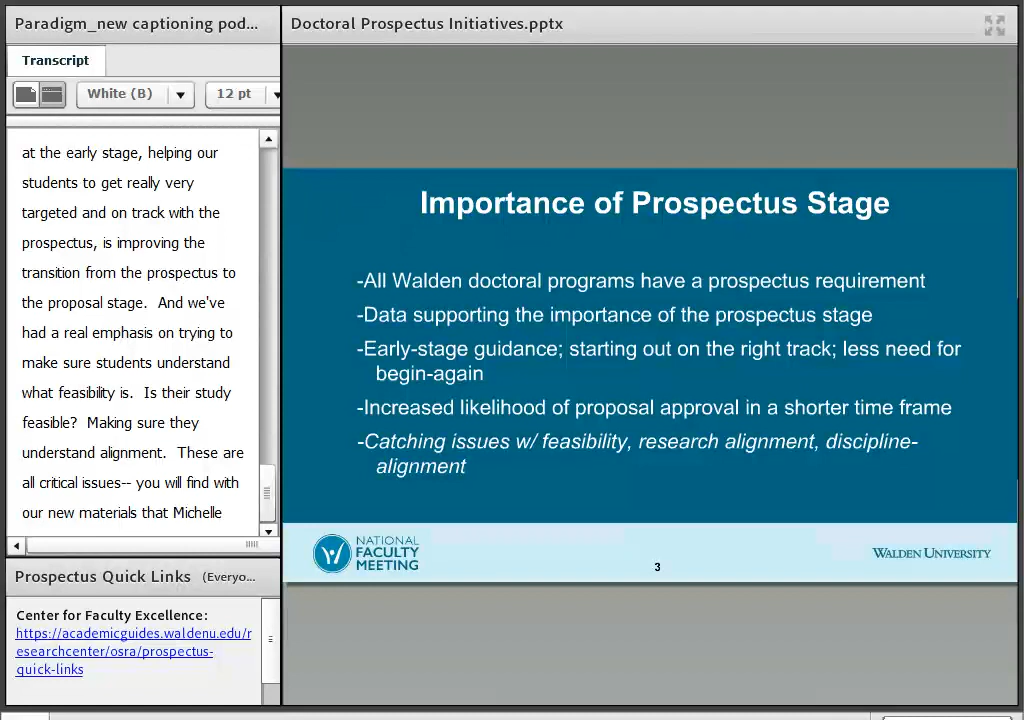 Paradigm_new captioning pod...
Transcript
White (B)
12 pt
at the early stage, helping our
students to get really very
targeted and on track with the
prospectus, is improving the
transition from the prospectus to
the proposal stage.  And we've
had a real emphasis on trying to
make sure students understand
what feasibility is.  Is their study
feasible?  Making sure they
understand alignment.  These are
all critical issues-- you will find with
our new materials that Michelle
Prospectus Quick Links (Everyo...
Center for Faculty Excellence:
https://academicguides.waldenu.edu/r
esearchcenter/osra/prospectus-
quick-links
Doctoral Prospectus Initiatives.pptx
Importance of Prospectus Stage
-All Walden doctoral programs have a prospectus requirement
-Data supporting the importance of the prospectus stage
-Early-stage guidance; starting out on the right track; less need for
begin-again
-Increased likelihood of proposal approval in a shorter time frame
-Catching issues w/ feasibility, research alignment, discipline-
alignment
NATIONAL
FACULTY
MEETING
3
WALDEN UNIVERSITY